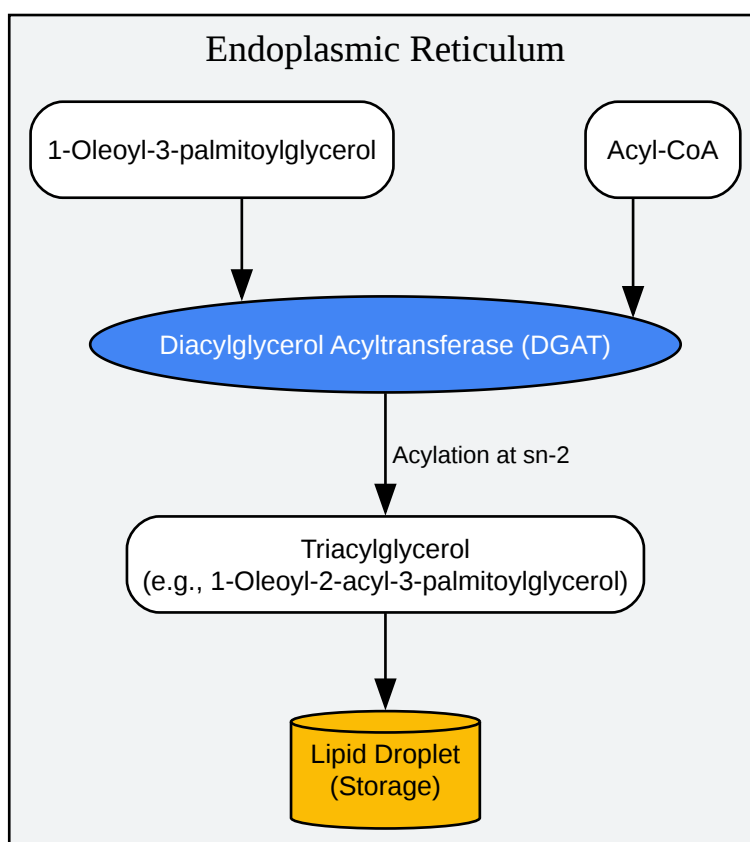 Endoplasmic Reticulum
1-Oleoyl-3-palmitoylglycerol
Acyl-CoA
Diacylglycerol Acyltransferase (DGAT)
Acylation at sn-2
Triacylglycerol
(e.g., 1-Oleoyl-2-acyl-3-palmitoylglycerol)
Lipid Droplet
(Storage)